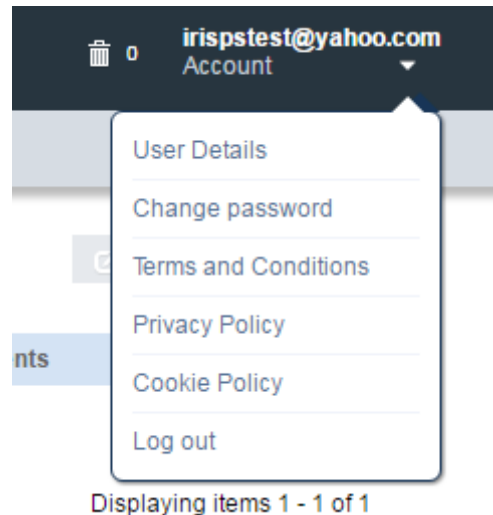 0
irispstest@yahoo.com
Account
User Details
Change password
Terms and Conditions
Privacy Policy
nts
Cookie Policy
Log out
Displaying items 1 - 1 of 1